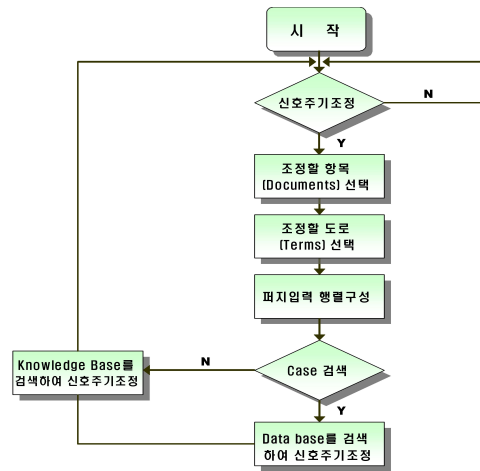 시 작
신호주기조정
N
Y
조정할 항목
(Documents) 선택
조정할 도로
(Terms) 선택
퍼지입력 행렬구성
Case 검색
N
Y
Knowledge Base를
검색하여 신호주기조정
Data base를 검색
하여 신호주기조정